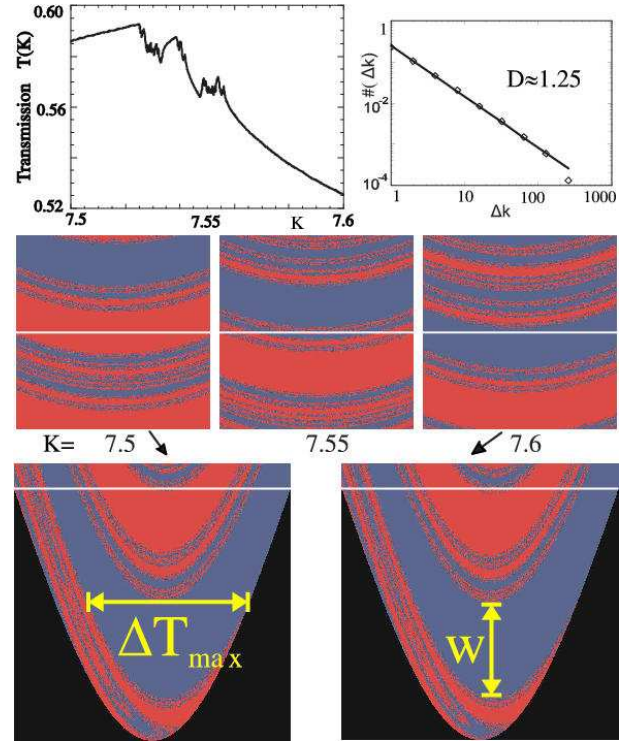 0.60
0.56
0.52
Transmission T(K)
7.5
7.55
K
7.6
1
10^-2
10^-4
#(Δk)
D≈1.25
1
10
100
1000
Δk
K= 7.5
7.55
7.6
ΔT_max
w